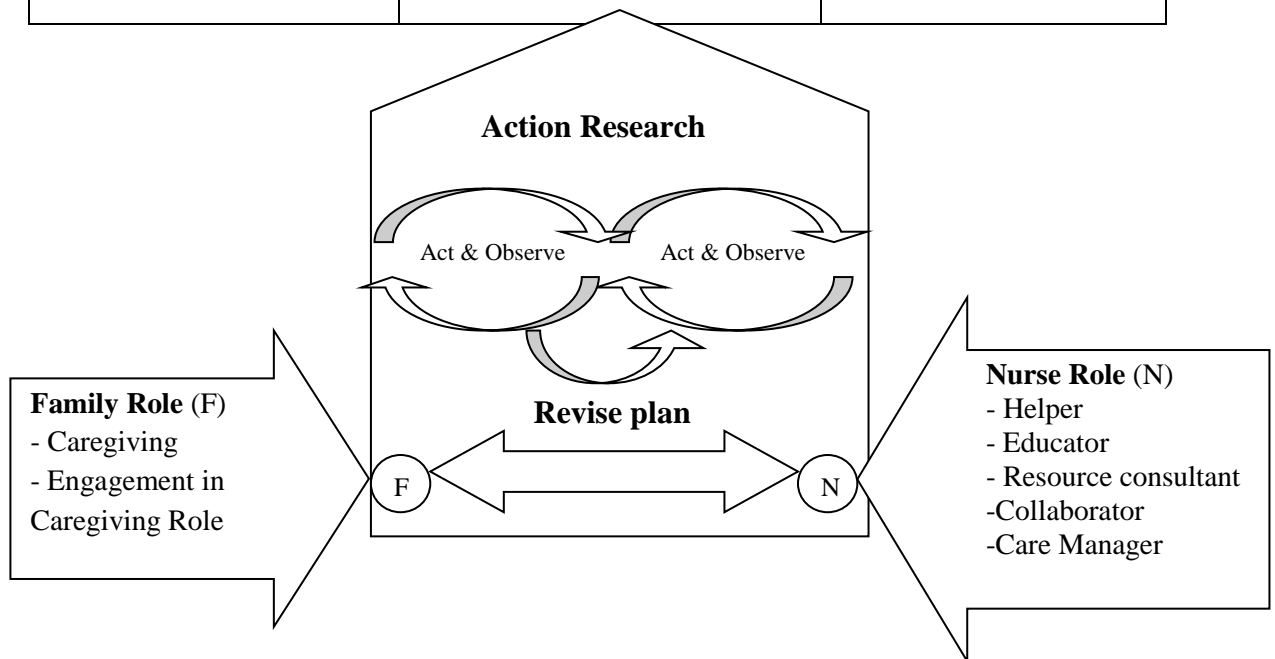 Action Research
Act & Observe
Act & Observe
Revise plan
Family Role (F)
- Caregiving
- Engagement in
Caregiving Role
F
N
Nurse Role (N)
- Helper
- Educator
- Resource consultant
-Collaborator
-Care Manager